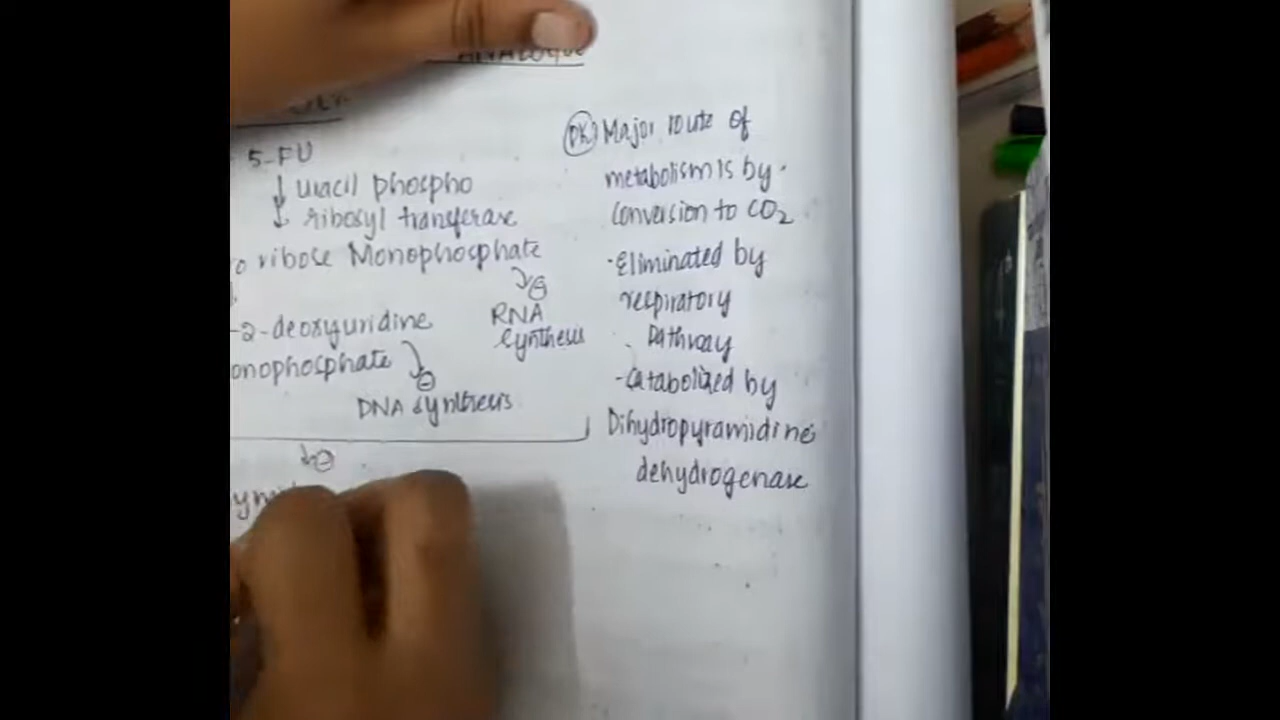 5-FU
↓ uracil phospho
↓ ribosyl transferase
ribose Monophosphate
⊖
RNA
synthesis
-2-deoxyuridine
onophosphate
⊖
DNA synthesis
⊖
PK Major route of
metabolism is by
conversion to CO2
·Eliminated by
respiratory
Pathway
-Catabolized by
Dihydropyramidine
dehydrogenase